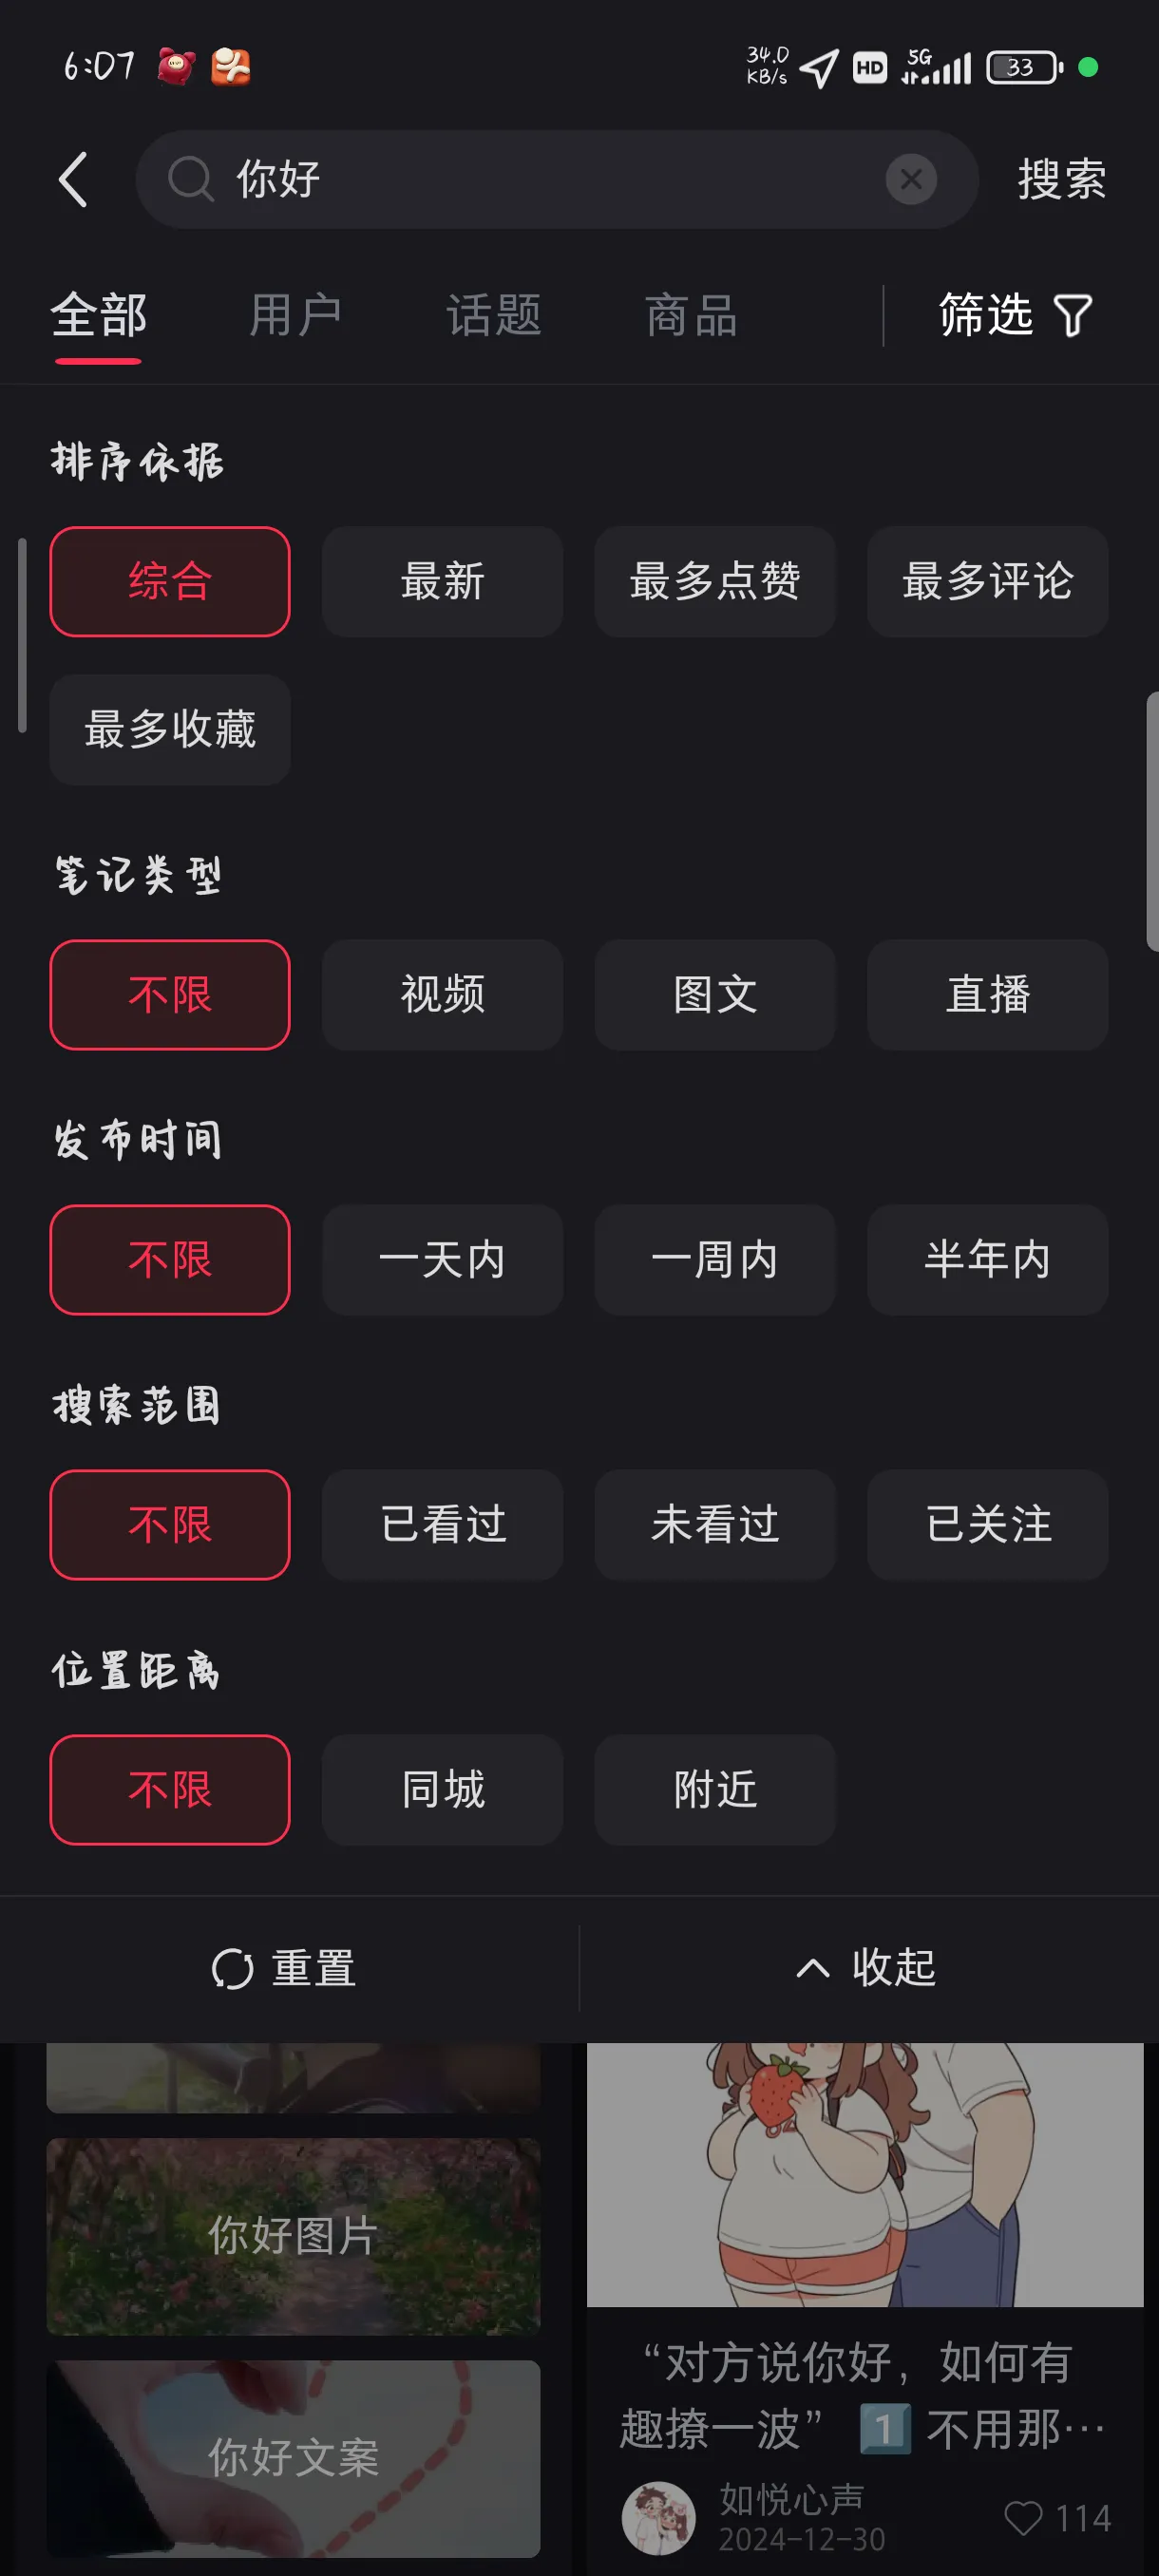 6:07
34.0
KB/s
HD
5G
33
你好
搜索
全部 用户 话题 商品 筛选
排序依据
综合 最新 最多点赞 最多评论
最多收藏
笔记类型
不限 视频 图文 直播
发布时间
不限 一天内 一周内 半年内
搜索范围
不限 已看过 未看过 已关注
位置距离
不限 同城 附近
重置 收起
你好图片
你好文案
“对方说你好，如何有
趣撩一波” 1️⃣ 不用那…
如悦心声
2024-12-30
114